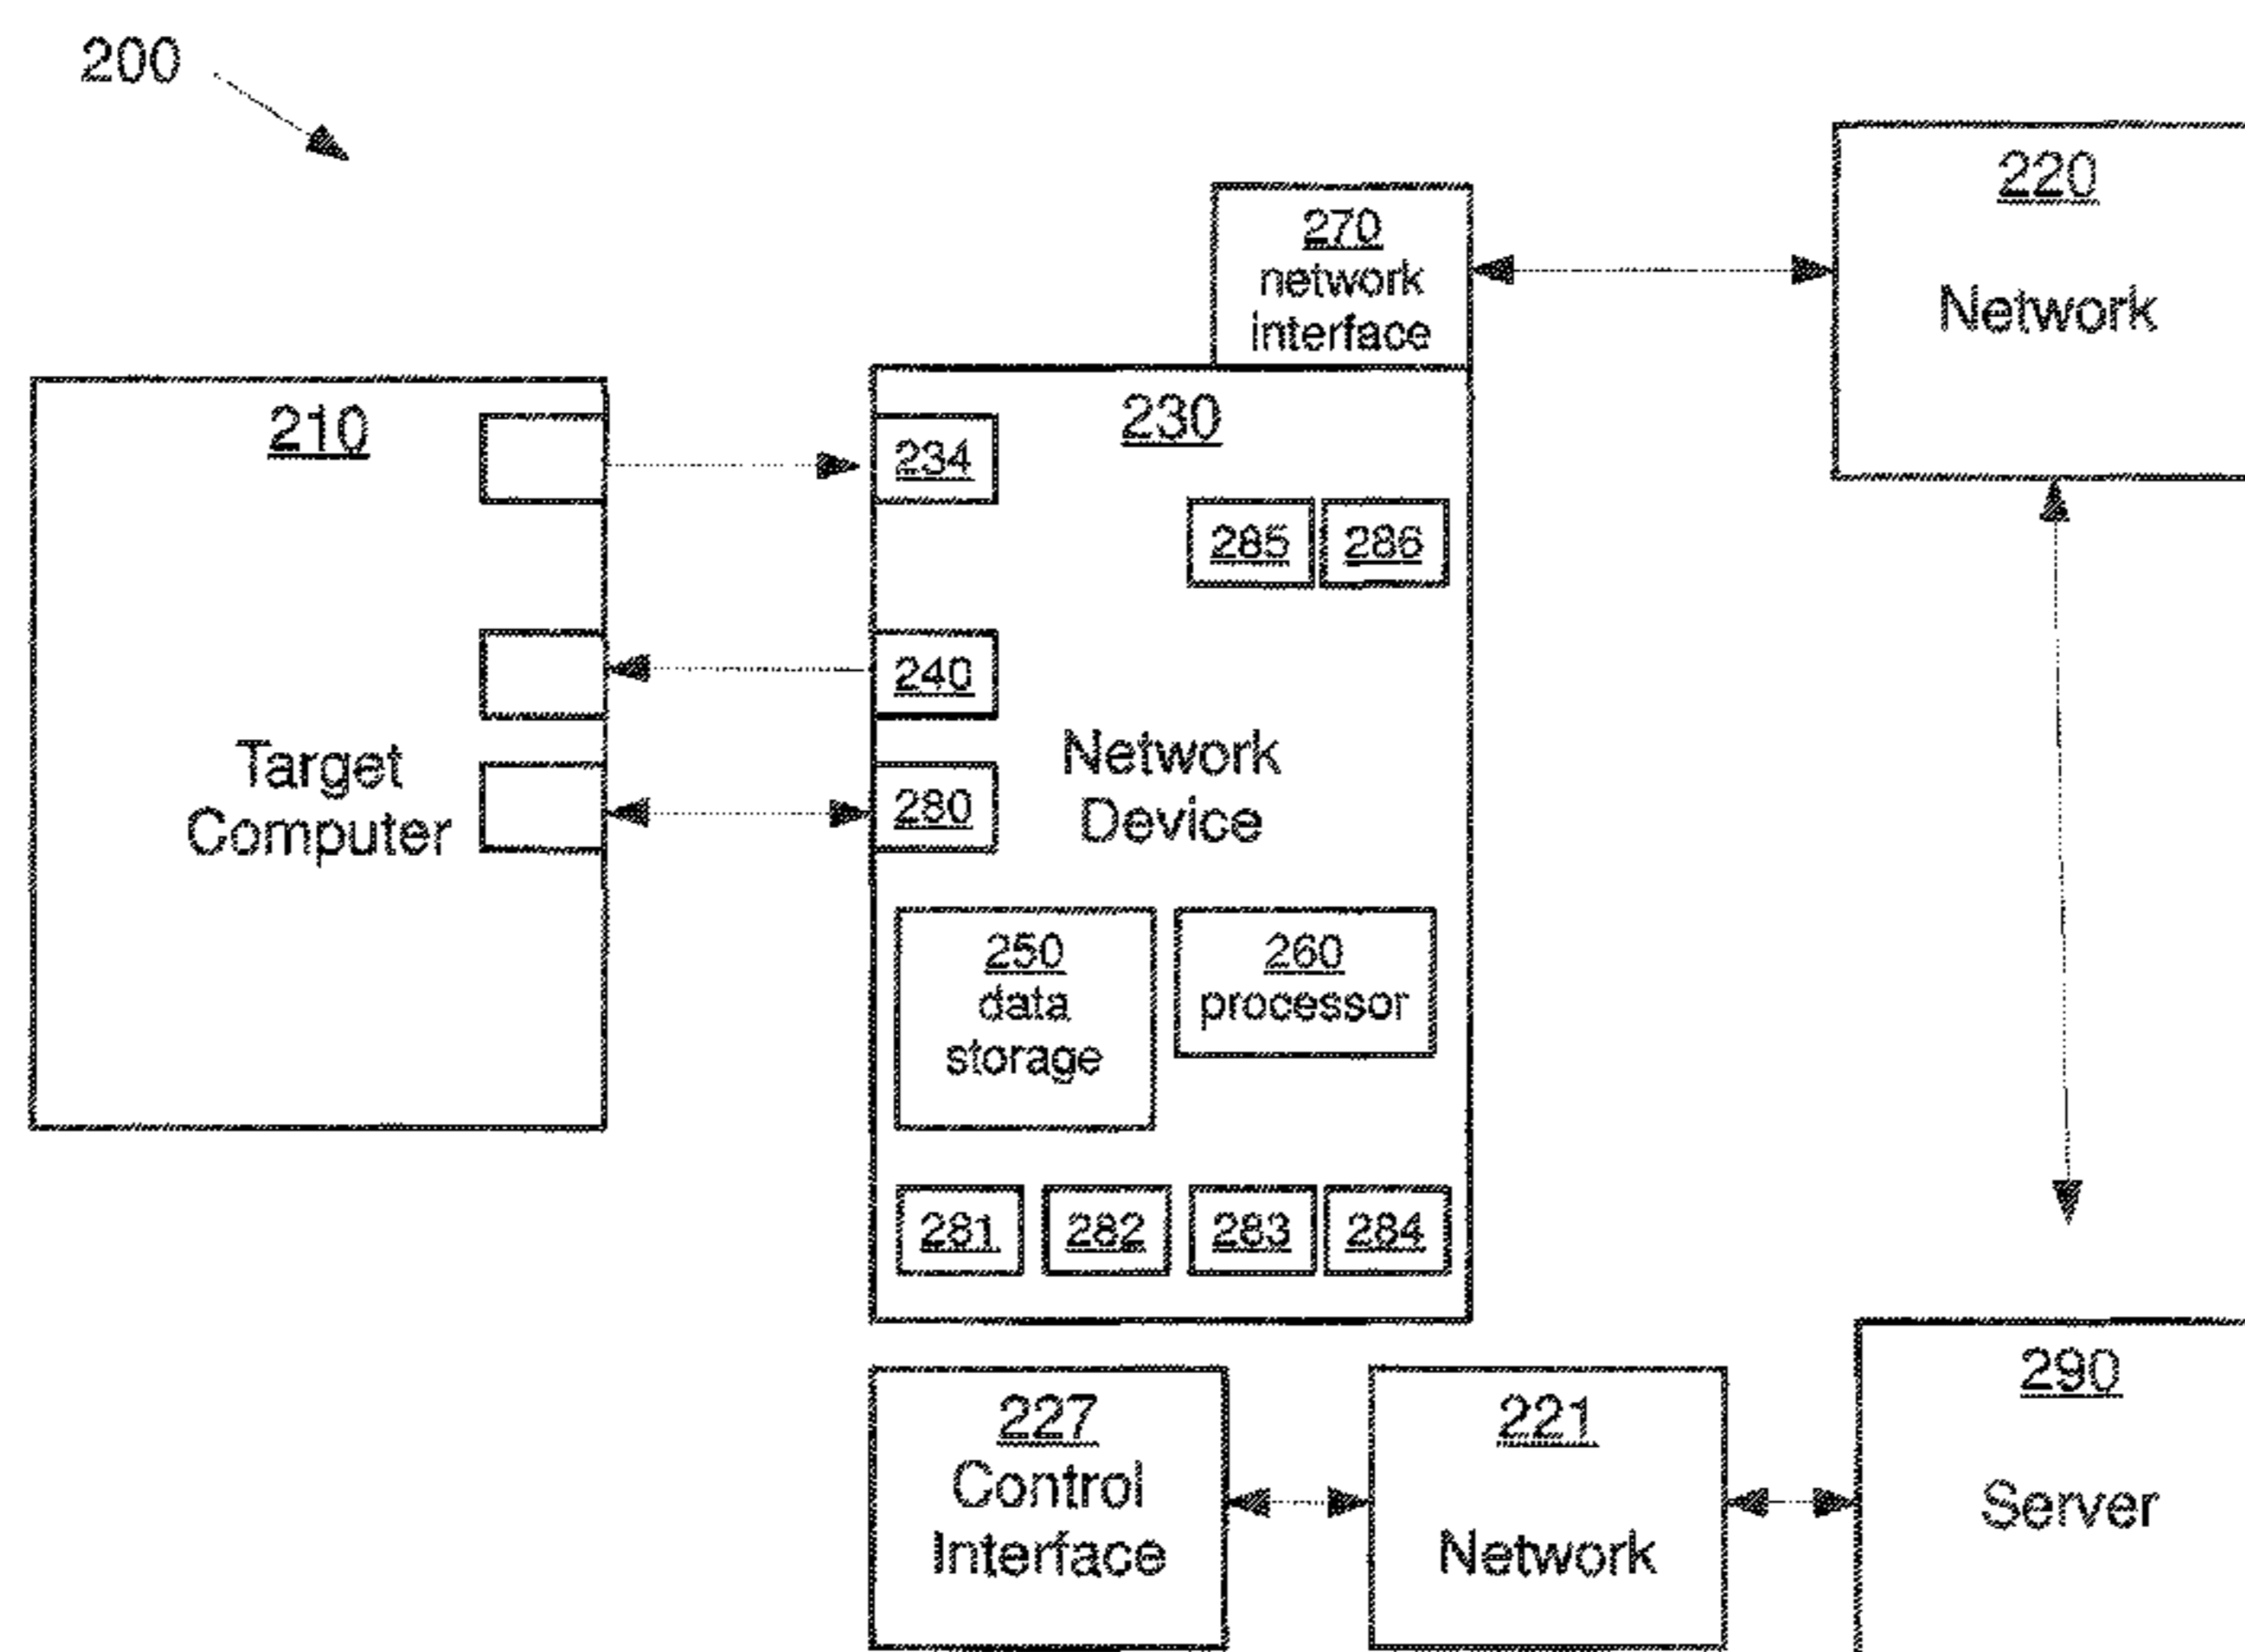 200
220
Network
270
network
interface
210
234
230
285 286
240
Target
Computer
280
Network
Device
250
data
storage
260
processor
281 282 283 284
227
Control
Interface
221
Network
290
Server